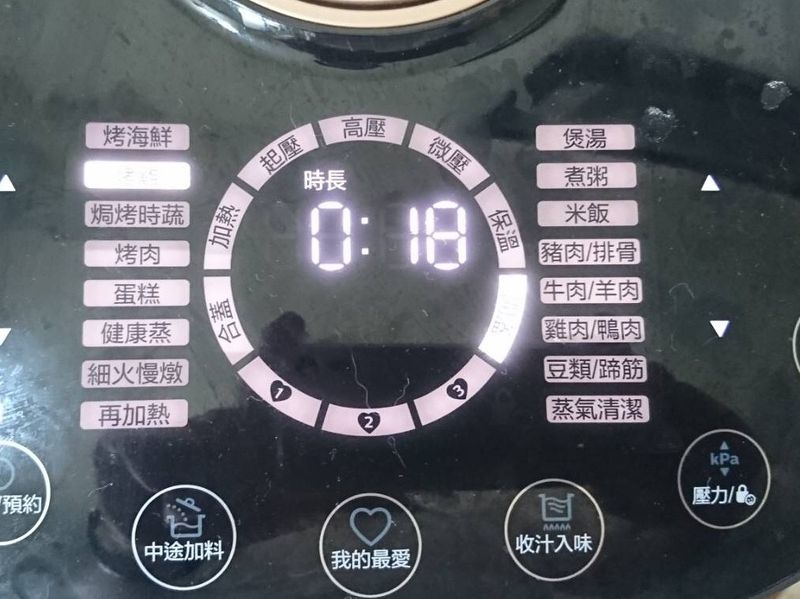 烤海鮮
焗烤時蔬
烤肉
蛋糕
健康蒸
細火慢燉
再加熱
合蓋
加熱
起壓
高壓
微壓
保溫
時長
0:18
1
2
3
煲湯
煮粥
米飯
豬肉/排骨
牛肉/羊肉
雞肉/鴨肉
豆類/蹄筋
蒸氣清潔
/預約
中途加料
我的最愛
收汁入味
kPa
壓力/